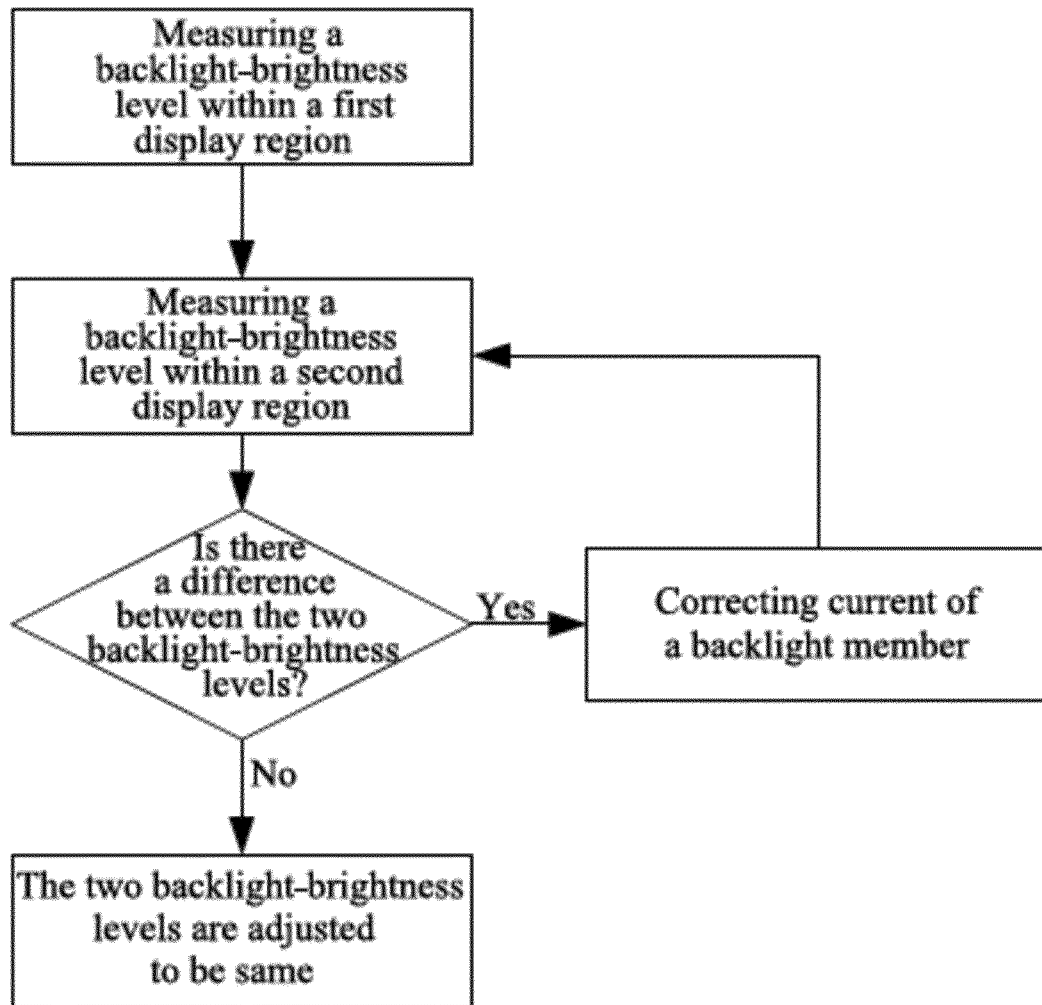 Measuring a
backlight-brightness
level within a first
display region
Measuring a
backlight-brightness
level within a second
display region
Is there
a difference
between the two
backlight-brightness
levels?
Yes
Correcting current of
a backlight member
No
The two backlight-brightness
levels are adjusted
to be same